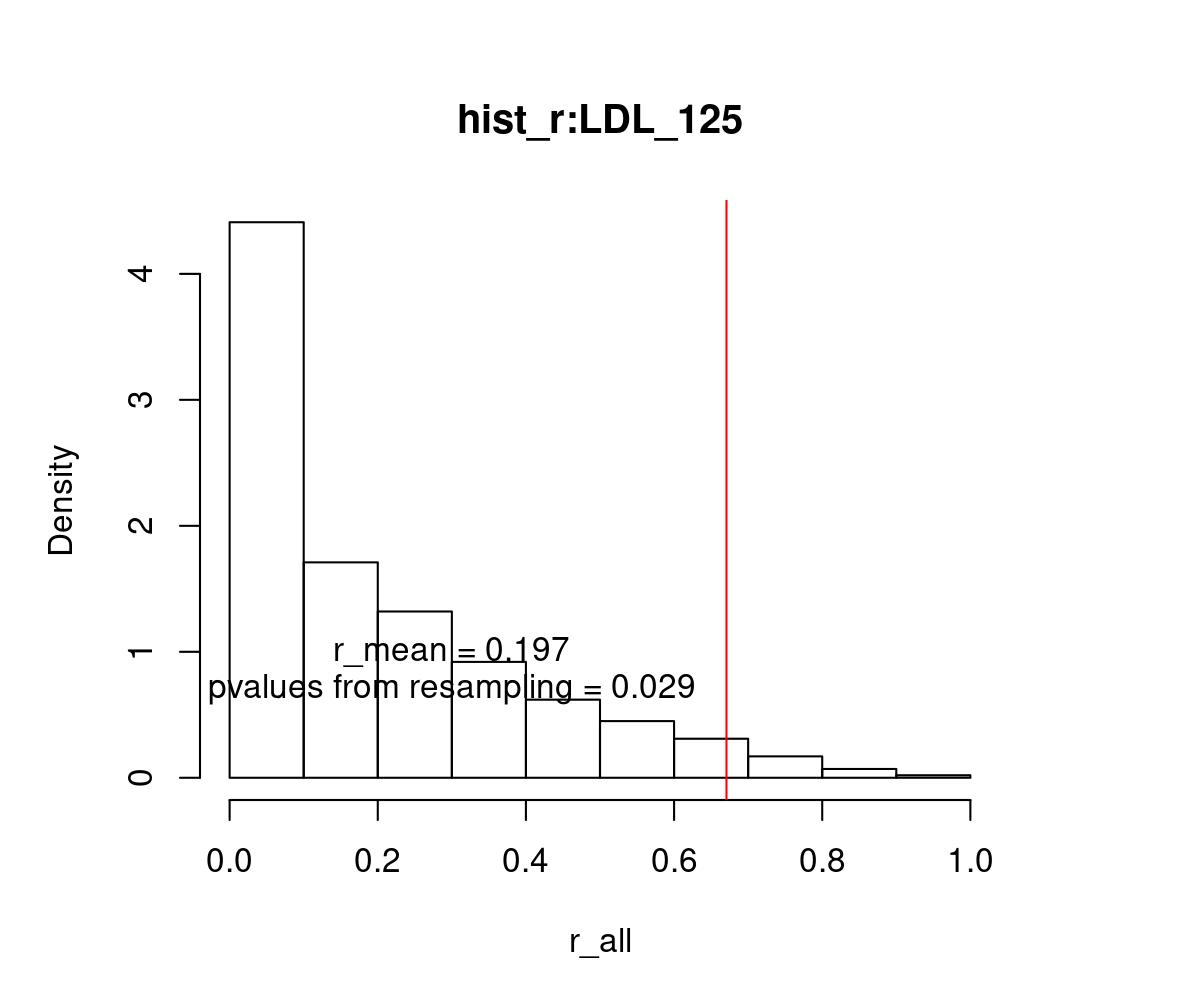 hist_r:LDL_125
4
3
2
1
0
Density
r_mean = 0.197
pvalues from resampling = 0.029
0.0 0.2 0.4 0.6 0.8 1.0
r_all